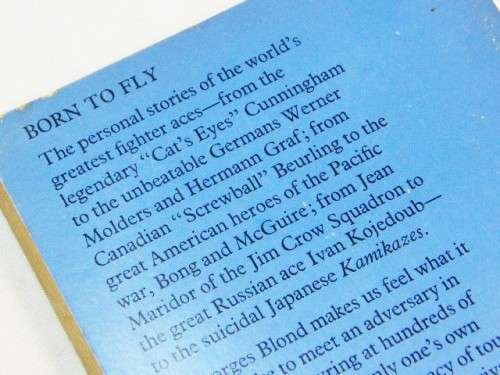 BORN TO FLY
The personal stories of the world's
greatest fighter aces—from the
legendary "Cat's Eyes" Cunningham
to the unbeatable Germans Werner
Molders and Hermann Graf; from
Canadian "Screwball" Beurling to the
great American heroes of the Pacific
war, Bong and McGuire; from Jean
Maridor of the Jim Crow Squadron to
the great Russian ace Ivan Kojedoub—
to the suicidal Japanese Kamikazes.
Blond makes us feel what it
to meet an adversary in
at hundreds of
one's own
of